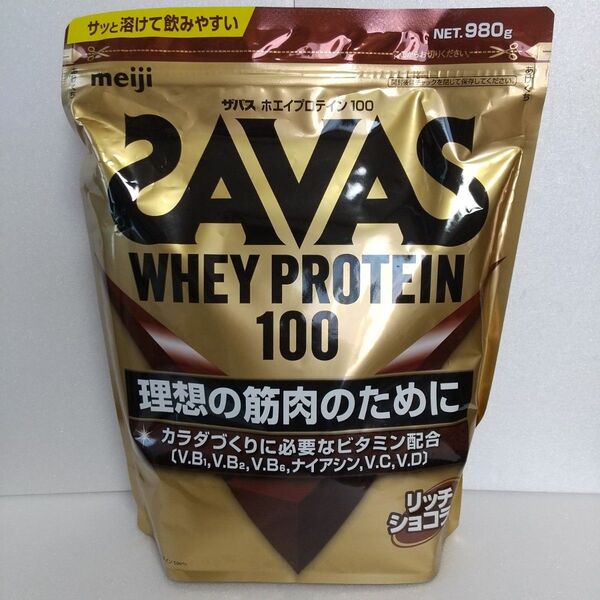 サッと溶けて飲みやすい
NET.980g
meiji
ザバス ホエイプロテイン100
SAVAS
WHEY PROTEIN
100
理想の筋肉のために
カラダづくりに必要なビタミン配合
(V.B1,V.B2,V.B6,ナイアシン,V.C,V.D)
リッチ
ショコラ